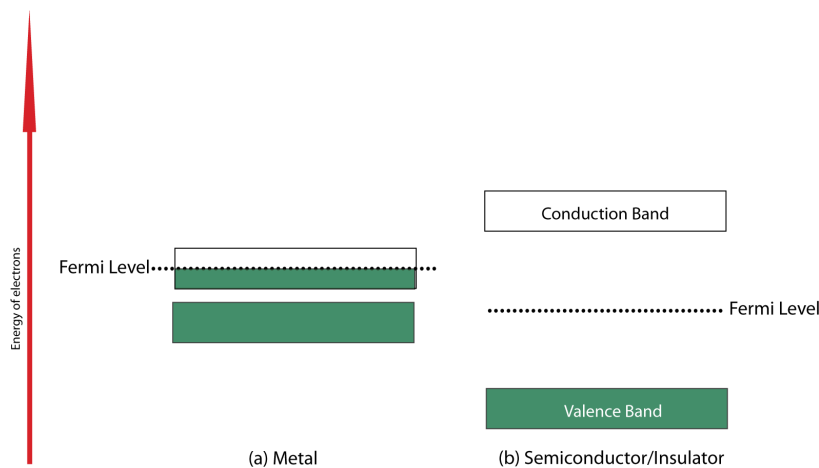 Energy of electrons
Conduction Band
Fermi Level
Fermi Level
Valence Band
(a) Metal
(b) Semiconductor/Insulator